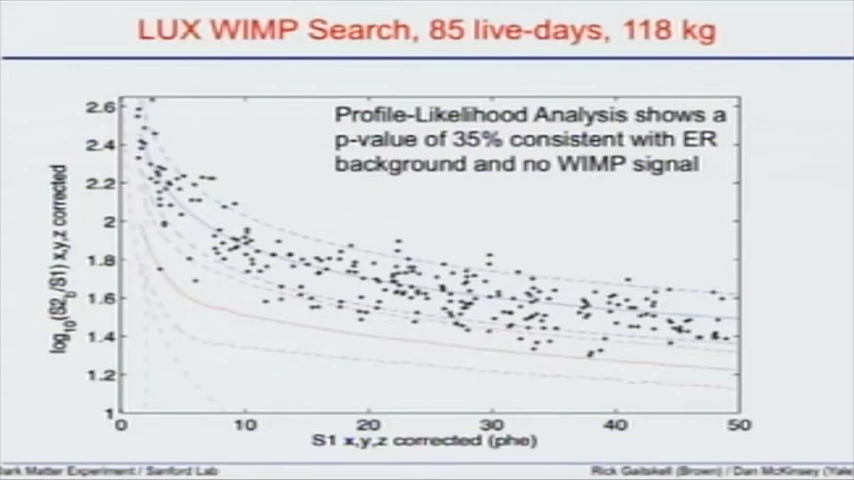 LUX WIMP Search, 85 live-days, 118 kg
Profile-Likelihood Analysis shows a
p-value of 35% consistent with ER
background and no WIMP signal
log10(S2b/S1) x,y,z corrected
2.6
2.4
2.2
2
1.8
1.6
1.4
1.2
1
0 10 20 30 40 50
S1 x,y,z corrected (phe)
ark Matter Experiment / Sanford Lab
Rick Gaitskell (Brown) / Dan McKinsey (Yale